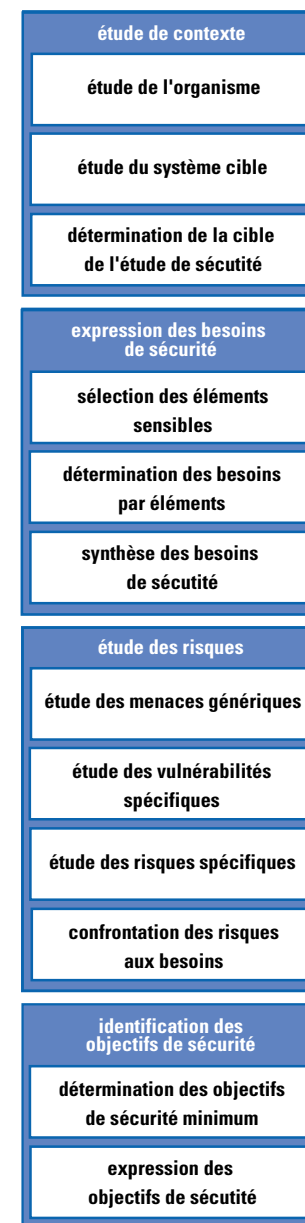 étude de contexte
étude de l'organisme
étude du système cible
détermination de la cible
de l'étude de sécutité
expression des besoins
de sécurité
sélection des éléments
sensibles
détermination des besoins
par éléments
synthèse des besoins
de sécutité
étude des risques
étude des menaces génériques
étude des vulnérabilités
spécifiques
étude des risques spécifiques
confrontation des risques
aux besoins
identification des
objectifs de sécurité
détermination des objectifs
de sécurité minimum
expression des
objectifs de sécutité